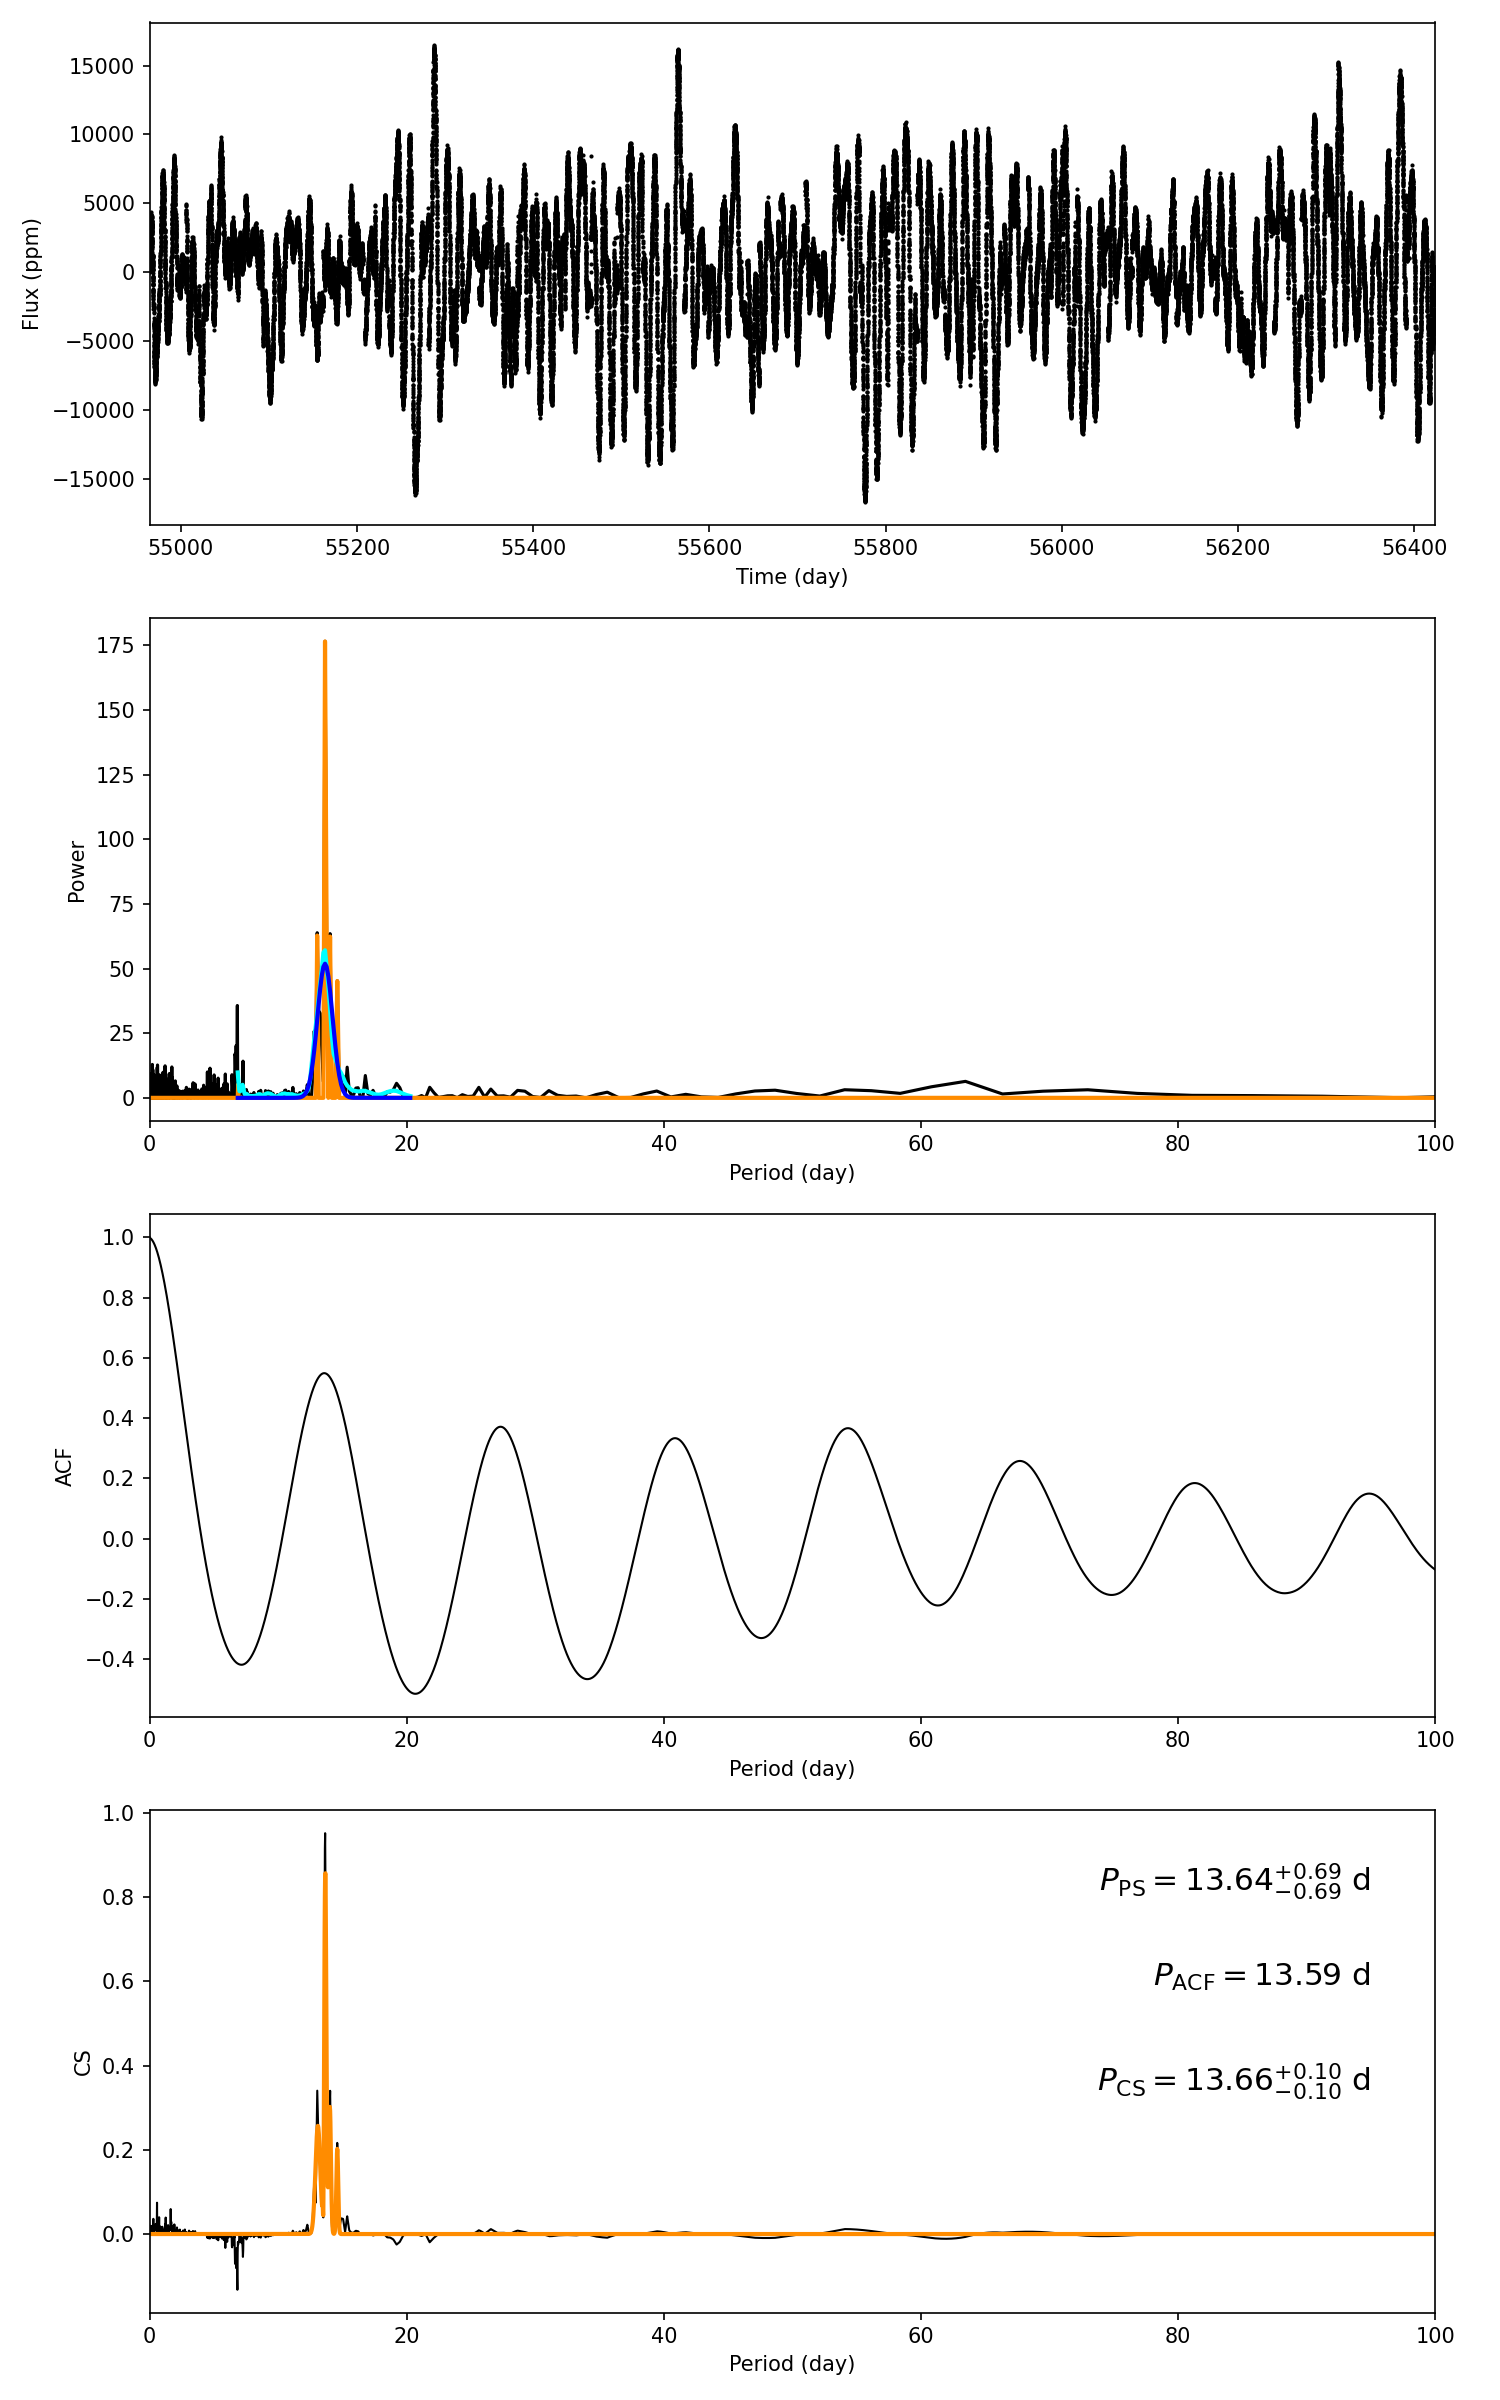 15000
10000
5000
0
−5000
−10000
−15000
Flux (ppm)
55000 55200 55400 55600 55800 56000 56200 56400
Time (day)
175
150
125
100
75
50
25
0
Power
0 20 40 60 80 100
Period (day)
1.0
0.8
0.6
0.4
0.2
0.0
−0.2
−0.4
ACF
0 20 40 60 80 100
Period (day)
1.0
0.8
0.6
0.4
0.2
0.0
CS
P_PS = 13.64^{+0.69}_{−0.69} d
P_ACF = 13.59 d
P_CS = 13.66^{+0.10}_{−0.10} d
0 20 40 60 80 100
Period (day)